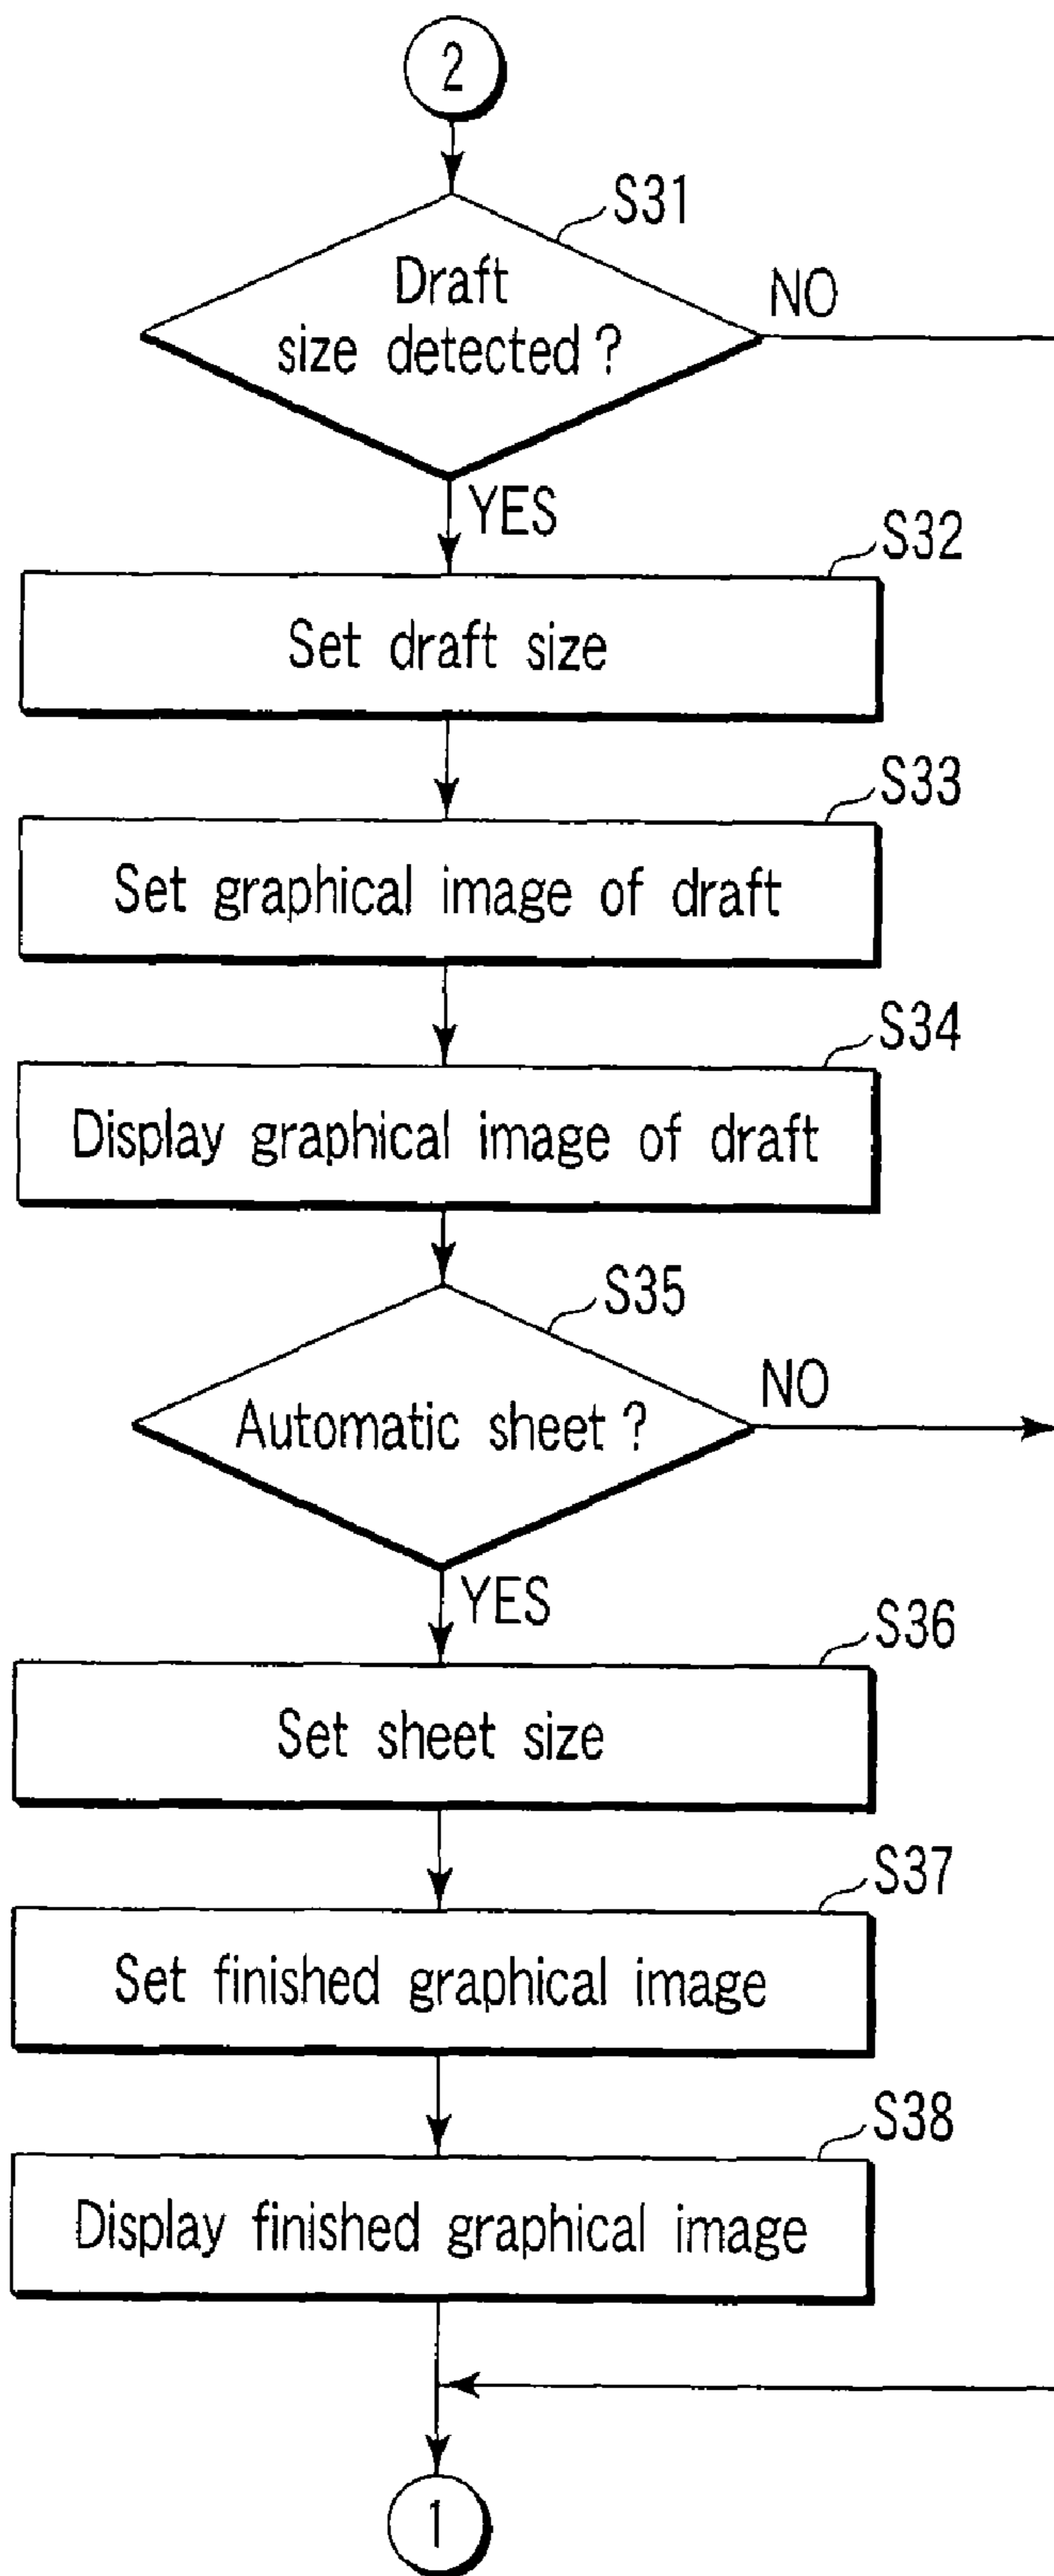 2
S31
Draft
size detected ?
NO
YES
S32
Set draft size
S33
Set graphical image of draft
S34
Display graphical image of draft
S35
Automatic sheet ?
NO
YES
S36
Set sheet size
S37
Set finished graphical image
S38
Display finished graphical image
1